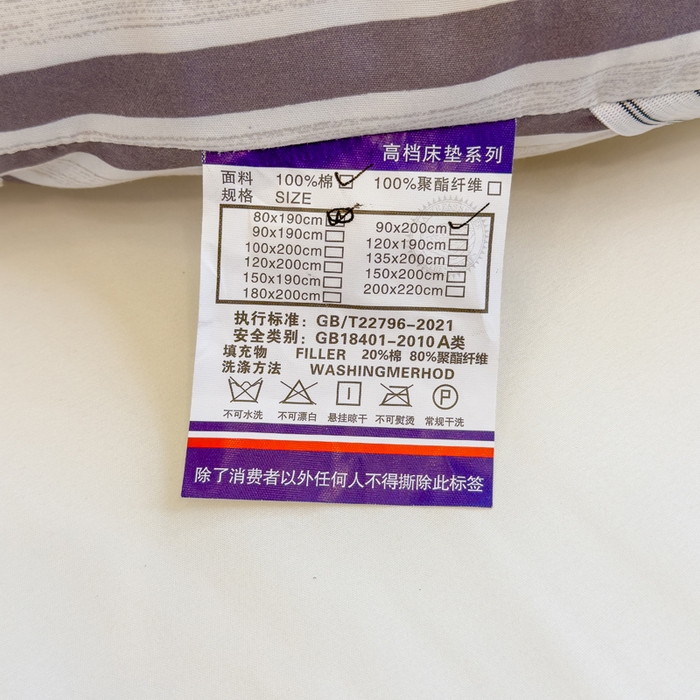 高档床垫系列
面料 100%棉 100%聚酯纤维
规格 SIZE
80x190cm 90x200cm
90x190cm 120x190cm
100x200cm 135x200cm
120x200cm 150x200cm
150x190cm 200x220cm
180x200cm
执行标准：GB/T22796-2021
安全类别：GB18401-2010A类
填充物 FILLER 20%棉 80%聚酯纤维
洗涤方法 WASHINGMERHOD
P
不可水洗 不可漂白 悬挂晾干 不可熨烫 常规干洗
除了消费者以外任何人不得撕除此标签